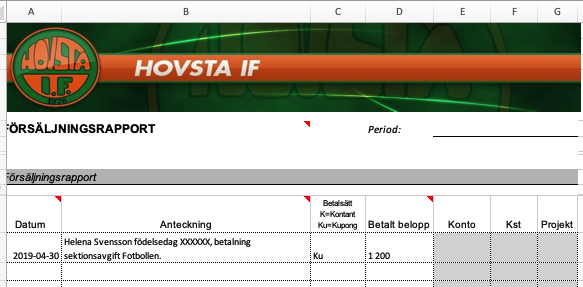 A B C D E F G
HOVSTA
I.F.
HOVSTA IF
FÖRSÄLJNINGSRAPPORT Period:
Försäljningsrapport
Betalsätt
K=Kontant
Datum Anteckning Ku=Kupong Betalt belopp Konto Kst Projekt
Helena Svensson födelsedag XXXXXX, betalning
2019-04-30 sektionsavgift Fotbollen. Ku 1 200